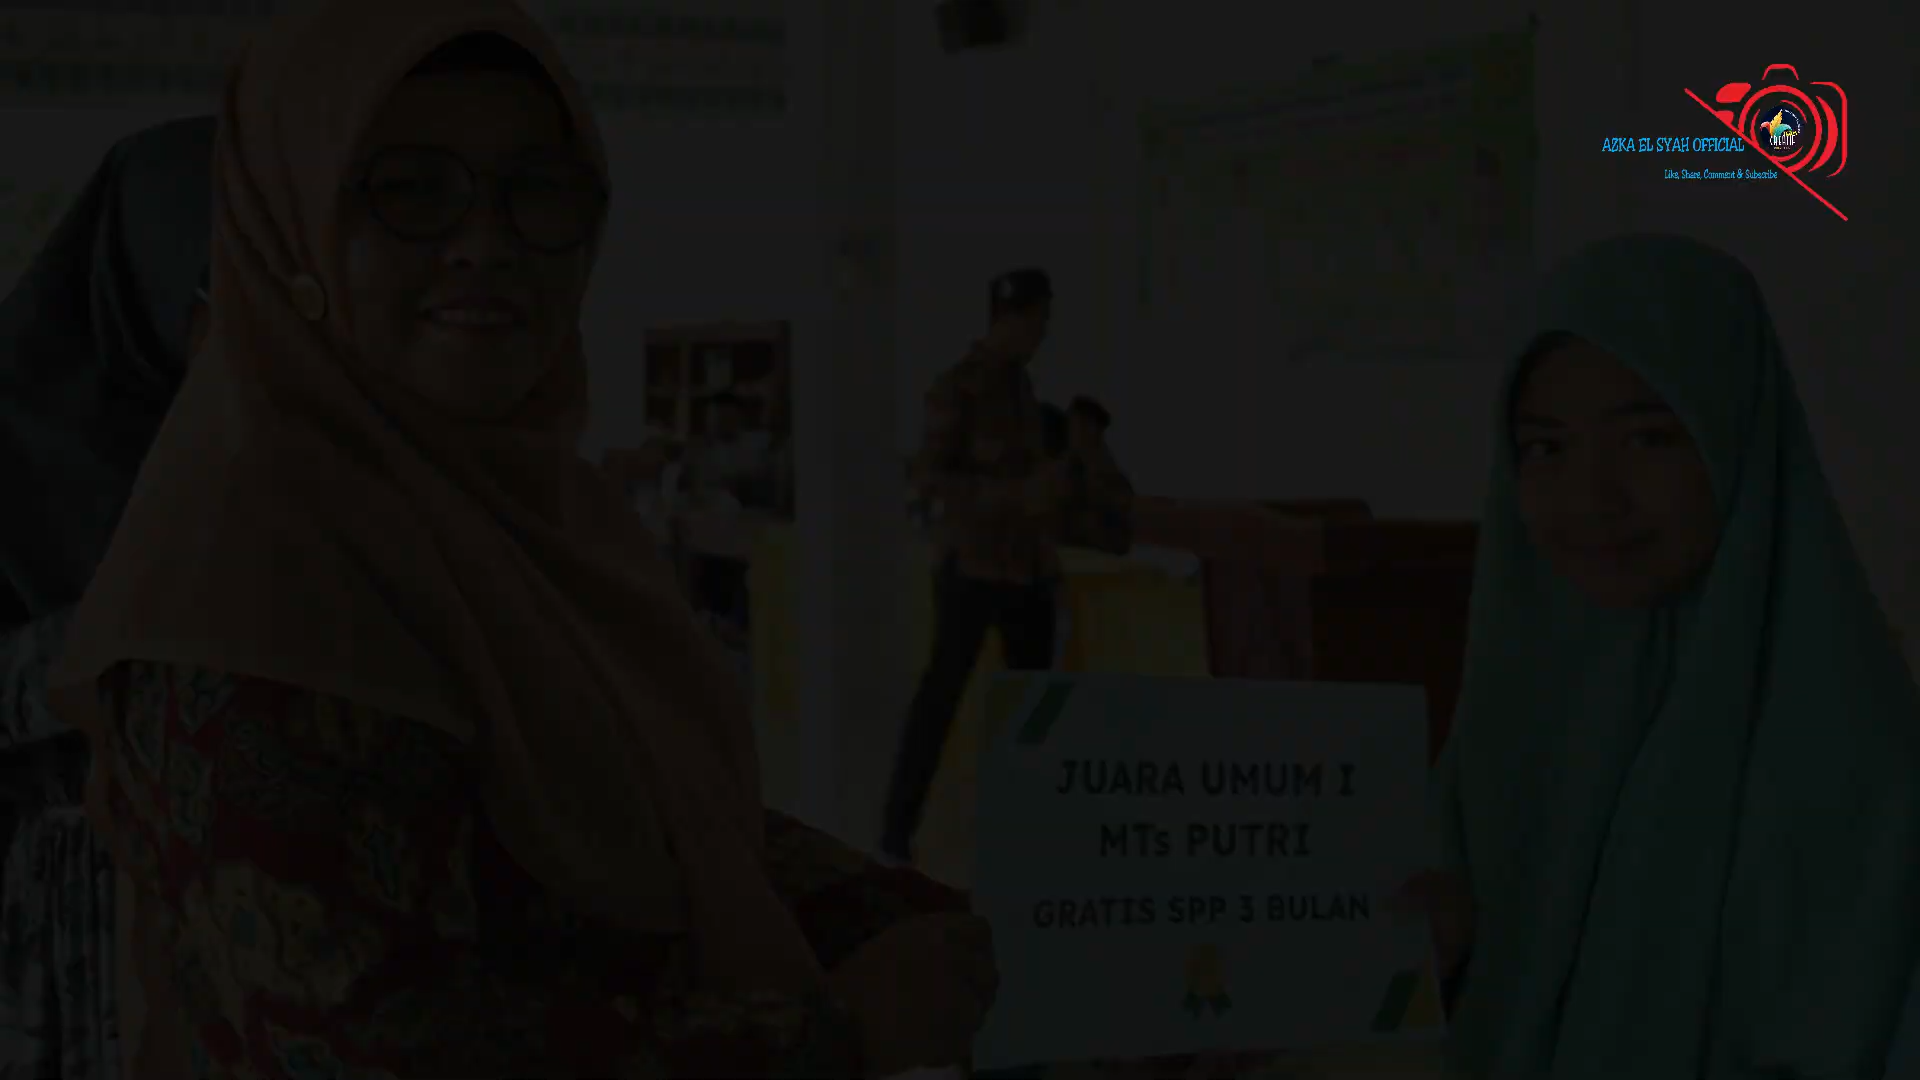 AZKA EL SYAH OFFICIAL
Like, Share, Comment & Subscribe
JUARA UMUM I
MTs PUTRI
GRATIS SPP 3 BULAN